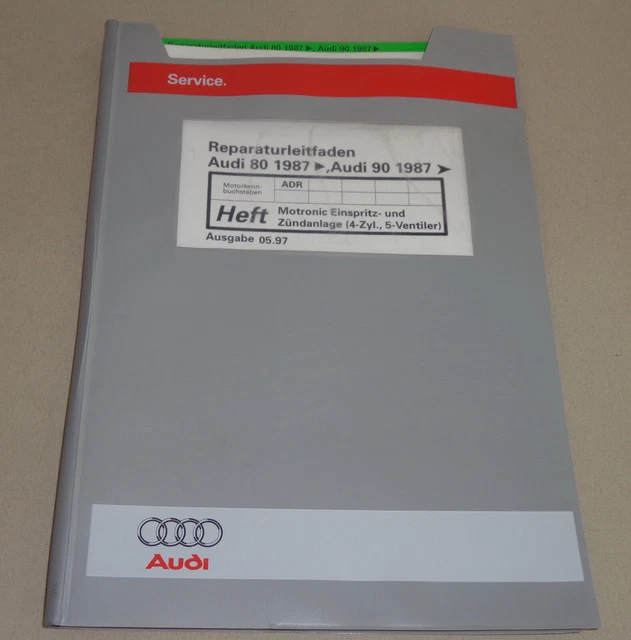 Reparaturleitfaden Audi 80 1987 ➤, Audi 90 1987 ➤
Service.
Reparaturleitfaden
Audi 80 1987 ➤, Audi 90 1987 ➤
Motorkenn-
buchstaben
ADR
Heft
Motronic Einspritz- und
Zündanlage (4-Zyl., 5-Ventiler)
Ausgabe 05.97
Audi